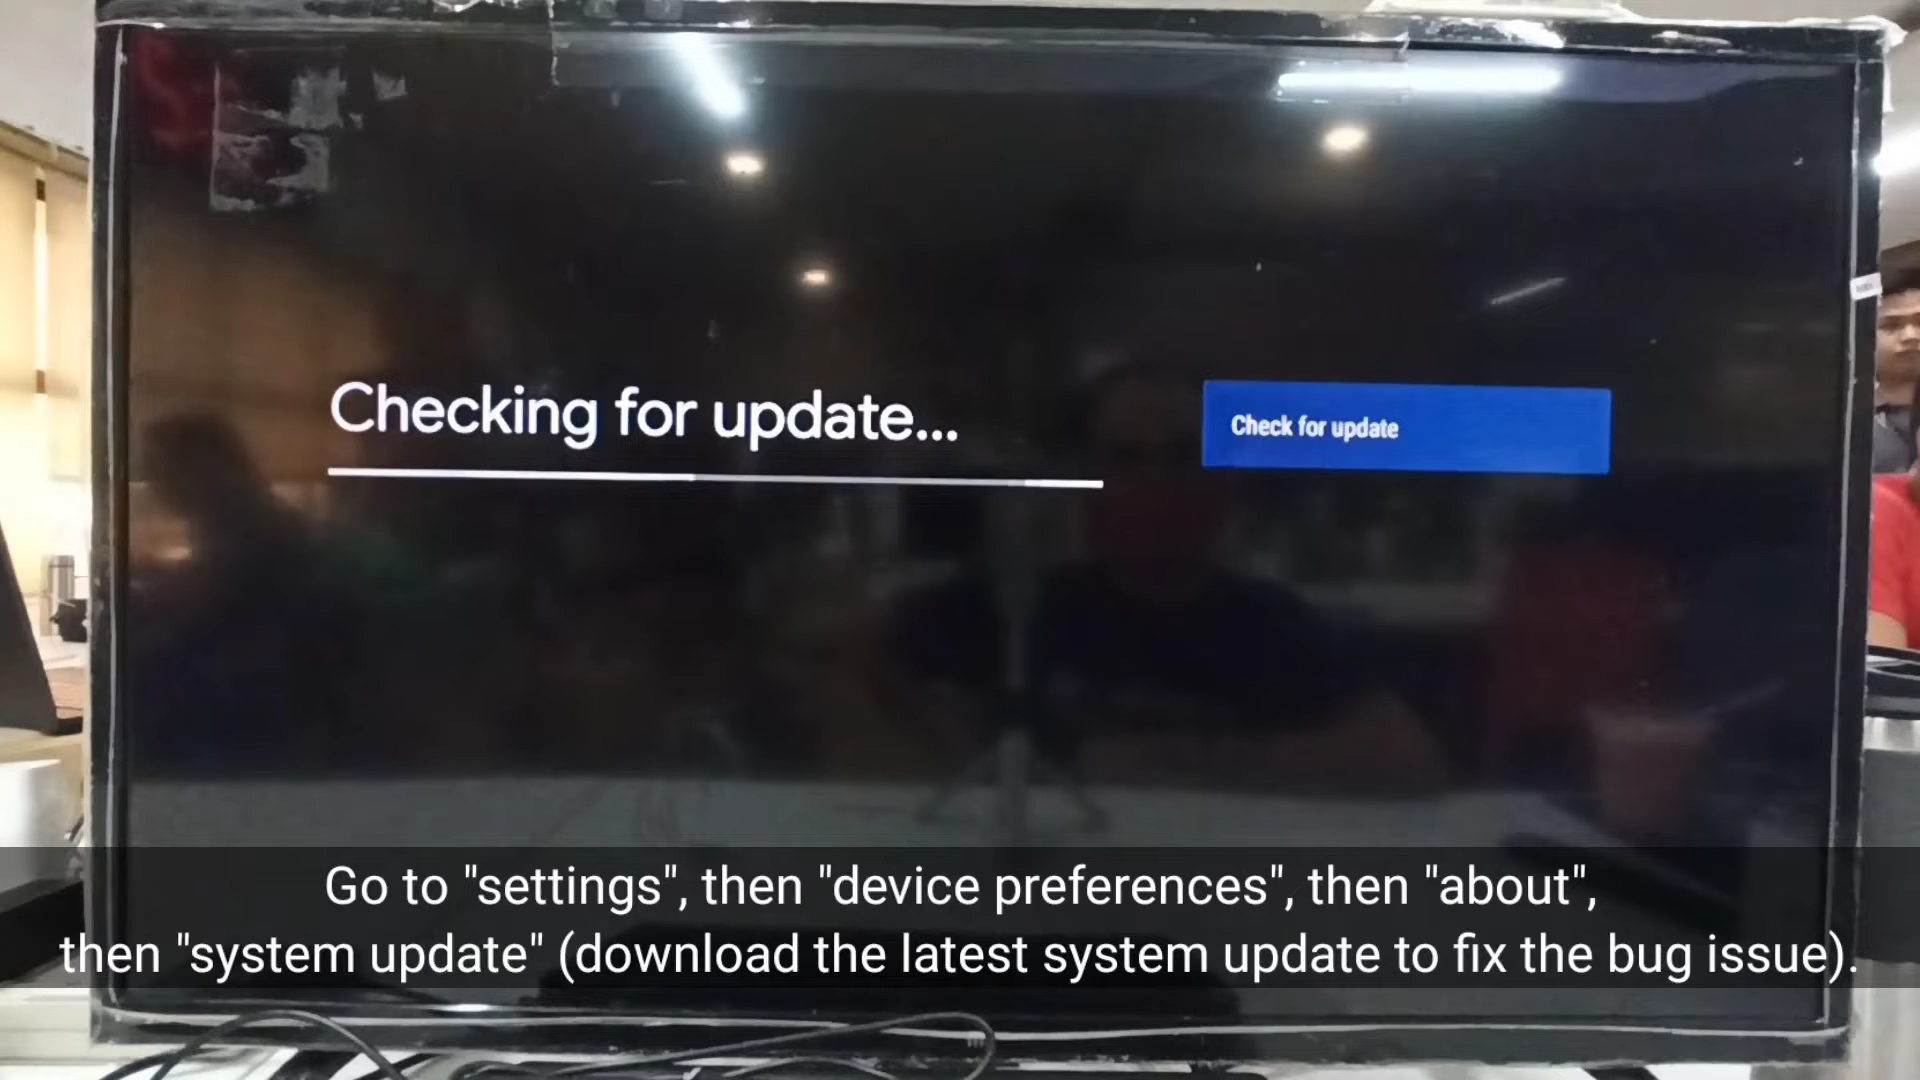 Checking for update...
Check for update
Go to "settings", then "device preferences", then "about",
then "system update" (download the latest system update to fix the bug issue).